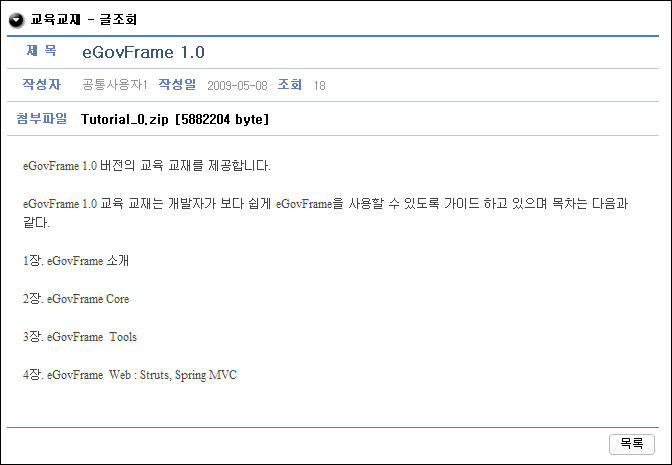 교육교재 - 글조회
제 목 eGovFrame 1.0
작성자 공통사용자1 작성일 2009-05-08 조회 18
첨부파일 Tutorial_0.zip [5882204 byte]
eGovFrame 1.0 버전의 교육 교재를 제공합니다.
eGovFrame 1.0 교육 교재는 개발자가 보다 쉽게 eGovFrame을 사용할 수 있도록 가이드 하고 있으며 목차는 다음과
같다.
1장. eGovFrame 소개
2장. eGovFrame Core
3장. eGovFrame Tools
4장. eGovFrame Web : Struts, Spring MVC
목록